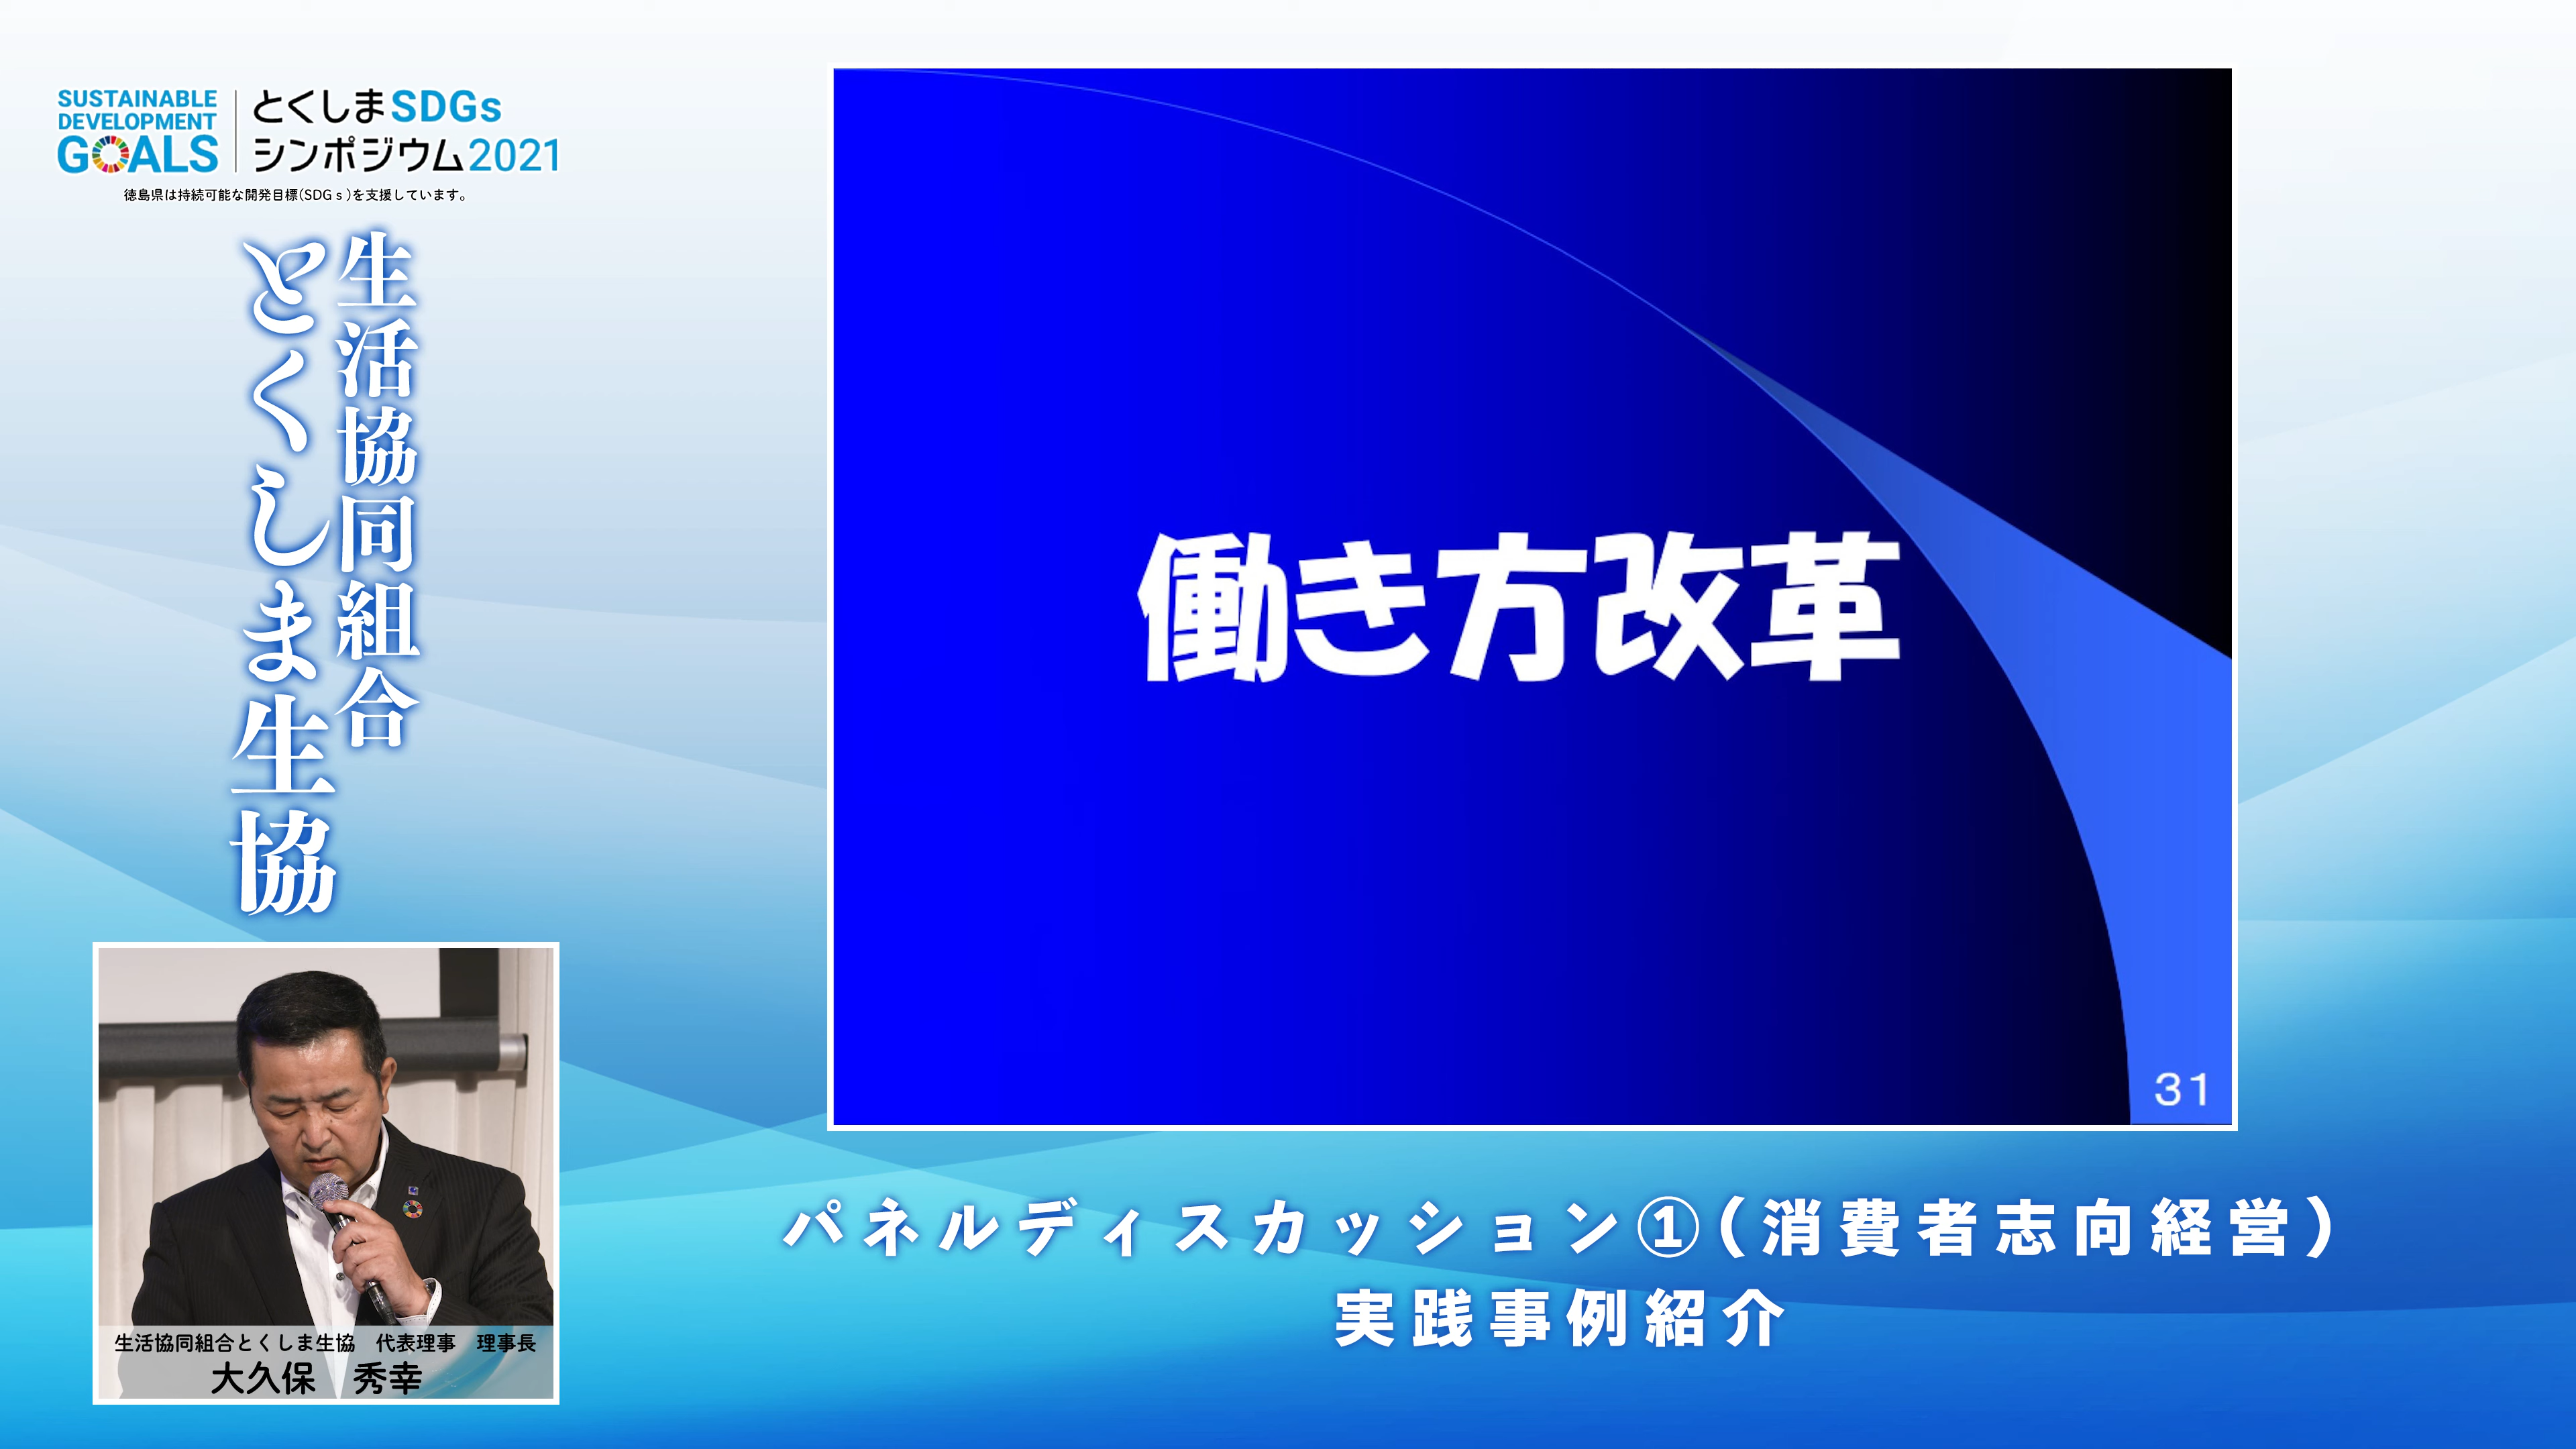 SUSTAINABLE
DEVELOPMENT
GOALS
とくしまSDGs
シンポジウム2021
徳島県は持続可能な開発目標(SDGｓ)を支援しています。
生活協同組合
とくしま生協
働き方改革
31
生活協同組合とくしま生協　代表理事　理事長
大久保　秀幸
パネルディスカッション①(消費者志向経営)
実践事例紹介